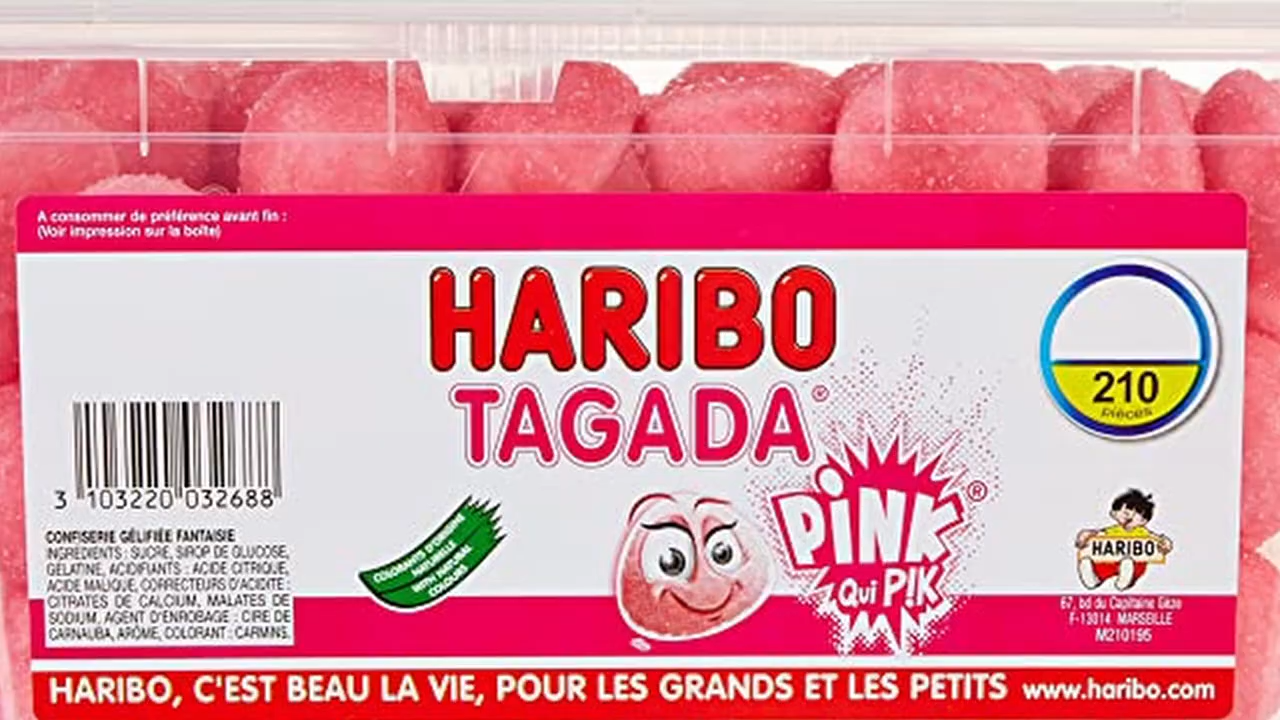 A consommer de préférence avant fin :
(Voir impression sur la boîte)
HARIBO
TAGADA®
PiNK®
Qui P!K
210
pièces
3 103220 032688
CONFISERIE GÉLIFIÉE FANTAISIE
INGREDIENTS : SUCRE, SIROP DE GLUCOSE,
GELATINE, ACIDIFIANTS : ACIDE CITRIQUE,
ACIDE MALIQUE, CORRECTEURS D'ACIDITE :
CITRATES DE CALCIUM, MALATES DE
SODIUM, AGENT D'ENROBAGE : CIRE DE
CARNAUBA, ARÔME, COLORANT : CARMINS.
COLORANTS D'ORIGINE
NATURELLE
WITH NATURAL
COLOURS
HARIBO
67, bd du Capitaine Gèze
F-13014 MARSEILLE
M210195
HARIBO, C'EST BEAU LA VIE, POUR LES GRANDS ET LES PETITS www.haribo.com